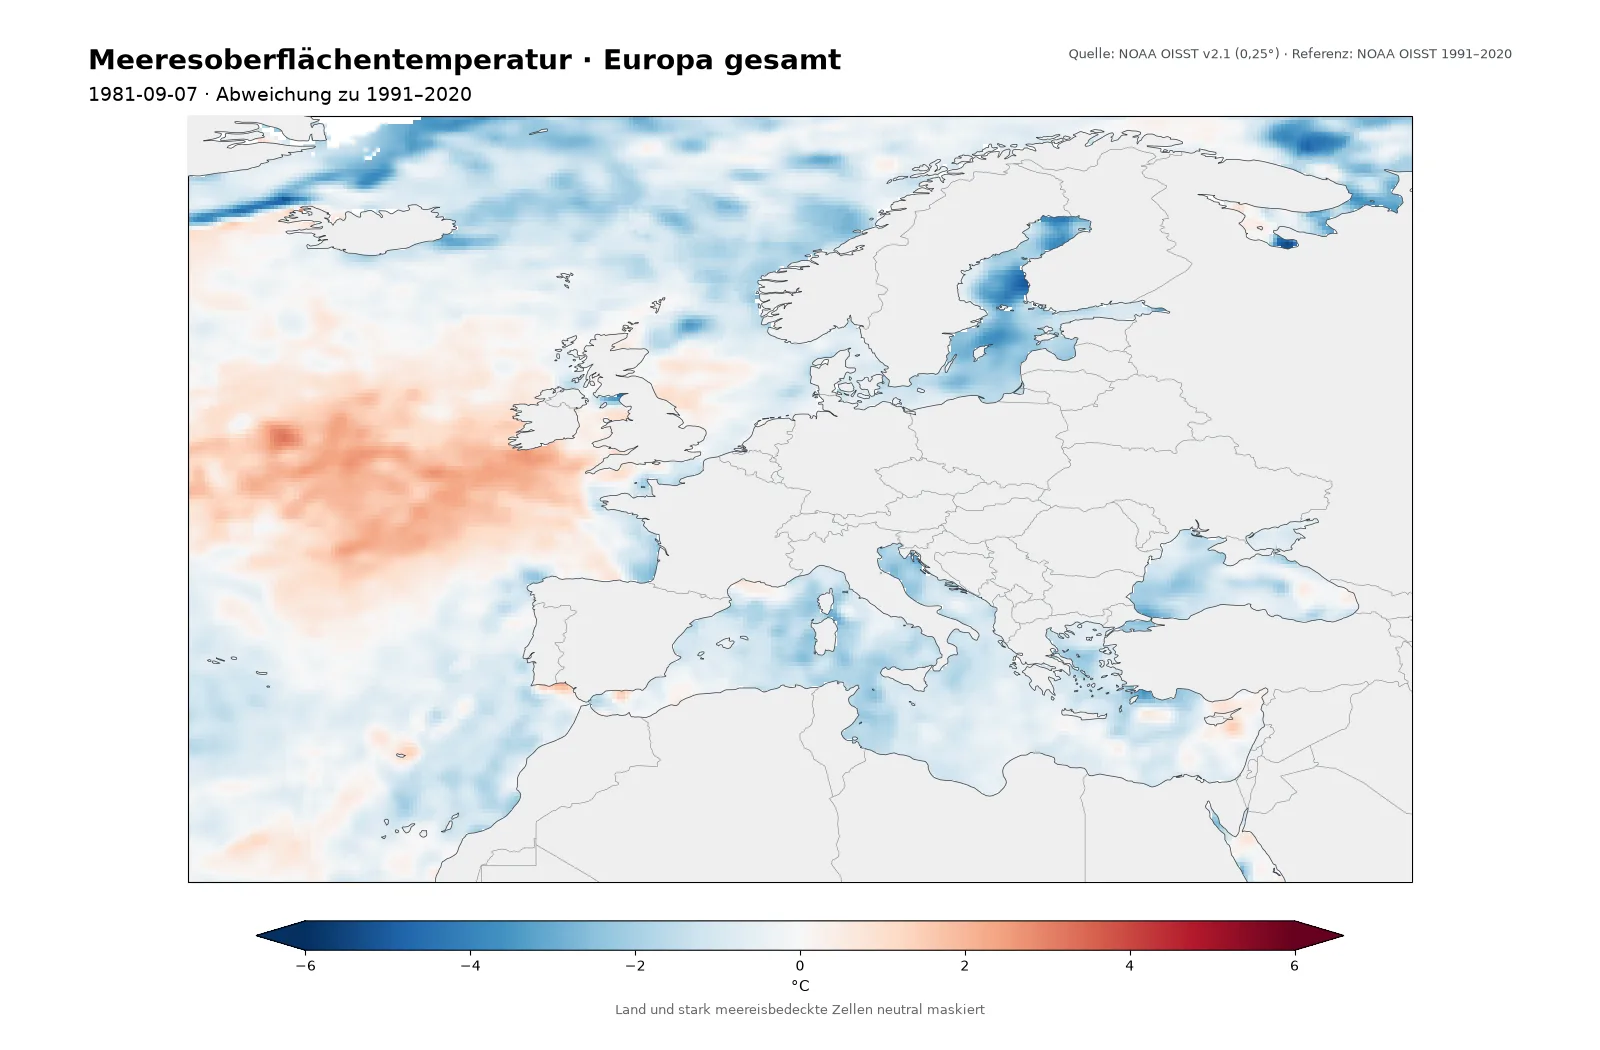 Meeresoberflächentemperatur · Europa gesamt
Quelle: NOAA OISST v2.1 (0,25°) · Referenz: NOAA OISST 1991–2020
1981-09-07 · Abweichung zu 1991–2020
−6 −4 −2 0 2 4 6
°C
Land und stark meereisbedeckte Zellen neutral maskiert